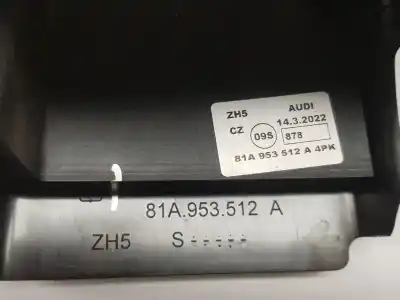 ZH5 AUDI
CZ 09S 14.3.2022
878
81A 953 512 A 4PK
81A.953.512 A
ZH5 S